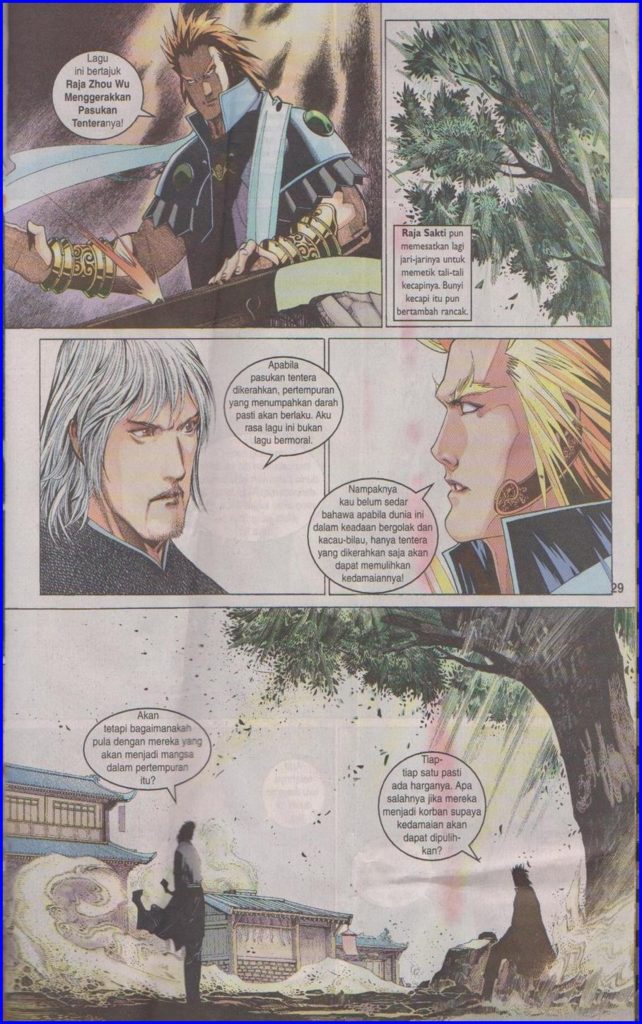 Lagu
ini bertajuk
Raja Zhou Wu
Menggerakkan
Pasukan
Tenteranya!
29
Raja Sakti pun
memesatkan lagi
jari-jarinya untuk
memetik tali-tali
kecapinya. Bunyi
kecapi itu pun
bertambah rancak.
Apabila
pasukan tentera
dikerahkan, pertempuran
yang menumpahkan darah
pasti akan berlaku. Aku
rasa lagu ini bukan
lagu bermoral.
Nampaknya
kau belum sedar
bahawa apabila dunia ini
dalam keadaan bergolak dan
kacau-bilau, hanya tentera
yang dikerahkan saja akan
dapat memulihkan
kedamaiannya!
29
Akan
tetapi bagaimanakah
pula dengan mereka yang
akan menjadi mangsa
dalam pertempuran
itu?
Tiap-
tiap satu pasti
ada harganya. Apa
salahnya jika mereka
menjadi korban supaya
kedamaian akan
dapat dipulih-
kan?